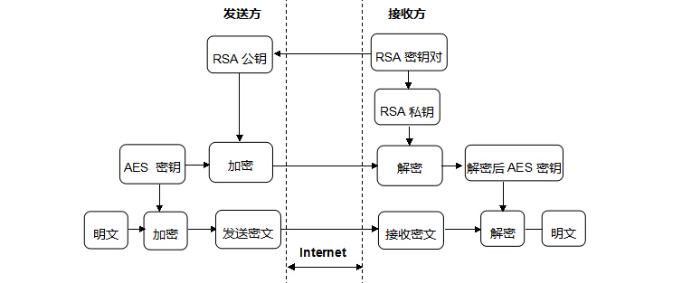 发送方
接收方
RSA 公钥
RSA 密钥对
RSA 私钥
AES 密钥
加密
解密
解密后 AES 密钥
明文
加密
发送密文
接收密文
解密
明文
Internet